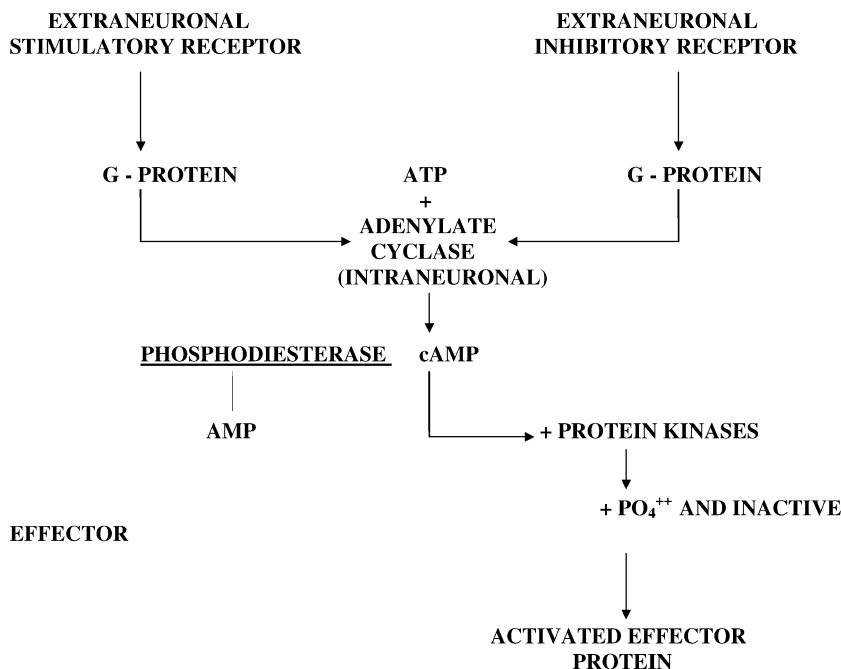 EXTRANEURONAL
STIMULATORY RECEPTOR
EXTRANEURONAL
INHIBITORY RECEPTOR
G - PROTEIN
ATP
G - PROTEIN
+
ADENYLATE
CYCLASE
(INTRANEURONAL)
PHOSPHODIESTERASE cAMP
AMP
+ PROTEIN KINASES
+ PO₄⁺⁺ AND INACTIVE
EFFECTOR
ACTIVATED EFFECTOR
PROTEIN